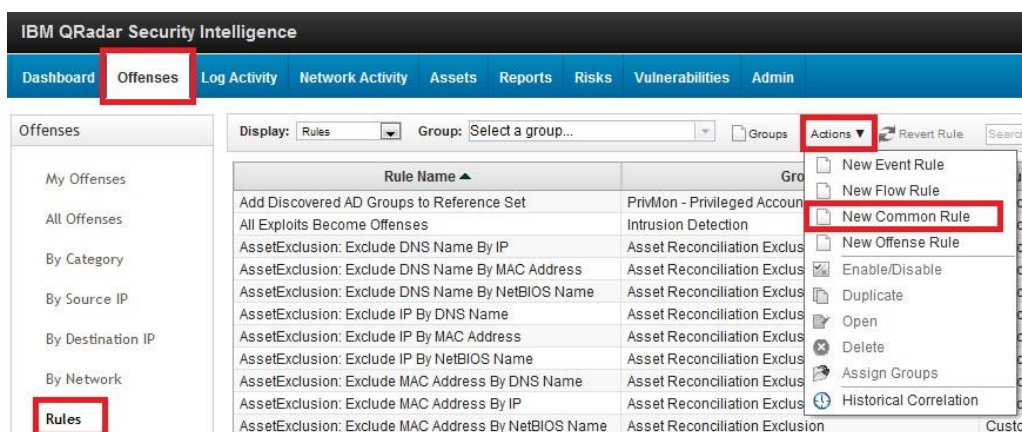 IBM QRadar Security Intelligence
Dashboard Offenses Log Activity Network Activity Assets Reports Risks Vulnerabilities Admin
Offenses
My Offenses
All Offenses
By Category
By Source IP
By Destination IP
By Network
Rules
Display: Rules Group: Select a group... Groups Actions ▼ Revert Rule Searc
Rule Name ▲ Gro
Add Discovered AD Groups to Reference Set PrivMon - Privileged Accoun
All Exploits Become Offenses Intrusion Detection
AssetExclusion: Exclude DNS Name By IP Asset Reconciliation Exclus
AssetExclusion: Exclude DNS Name By MAC Address Asset Reconciliation Exclus
AssetExclusion: Exclude DNS Name By NetBIOS Name Asset Reconciliation Exclus
AssetExclusion: Exclude IP By DNS Name Asset Reconciliation Exclus
AssetExclusion: Exclude IP By MAC Address Asset Reconciliation Exclus
AssetExclusion: Exclude IP By NetBIOS Name Asset Reconciliation Exclus
AssetExclusion: Exclude MAC Address By DNS Name Asset Reconciliation Exclus
AssetExclusion: Exclude MAC Address By IP Asset Reconciliation Exclus
AssetExclusion: Exclude MAC Address By NetBIOS Name Asset Reconciliation Exclusion Custo
New Event Rule
New Flow Rule
New Common Rule
New Offense Rule
Enable/Disable
Duplicate
Open
Delete
Assign Groups
Historical Correlation